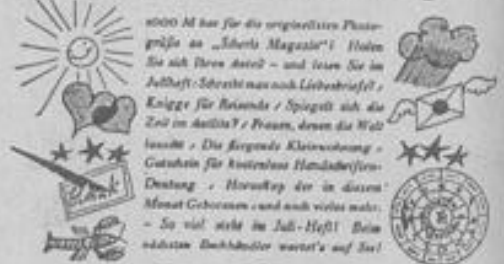 1000 M bar für die originellsten Photo-
grüße an „Scherls Magazin"! Holen
Sie sich Ihren Anteil – und lesen Sie im
Juliheft: Schreibt man noch Liebesbriefe? /
Knigge für Reisende / Spiegelt sich die
Zeit im Antlitz? / Frauen, denen die Welt
lauscht / Die fliegende Kleinwohnung /
Gutschein für kostenlose Handschriften-
Deutung / Horoskop der in diesem
Monat Geborenen und noch vieles mehr.
– So viel steht im Juli-Heft! Beim
nächsten Buchhändler wartet's auf Sie!